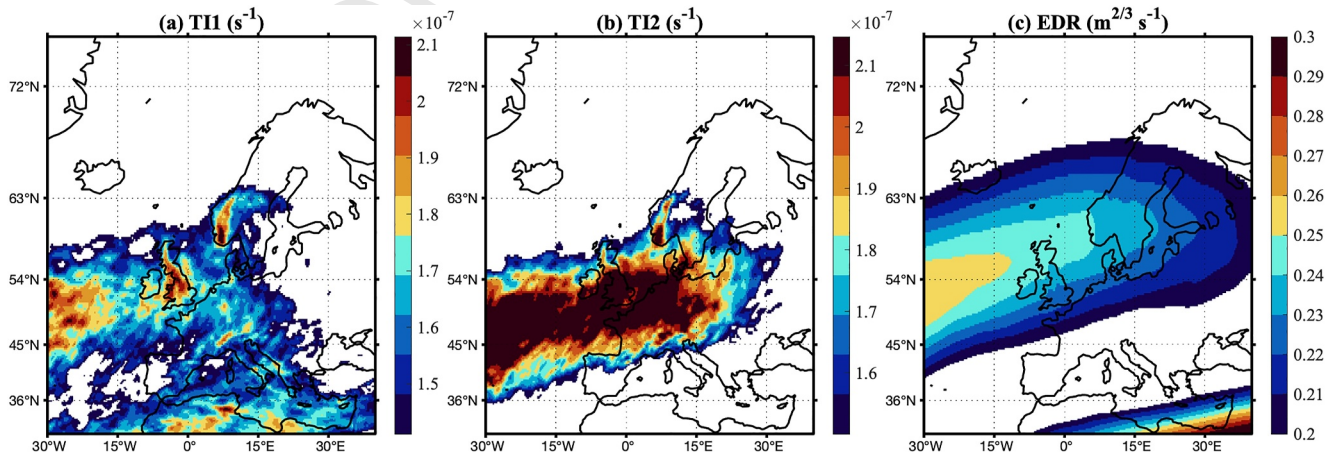 (a) TI1 (s⁻¹)
×10⁻⁷
72°N
63°N
54°N
45°N
36°N
30°W
15°W
0°
15°E
30°E
2.1
2
1.9
1.8
1.7
1.6
1.5
(b) TI2 (s⁻¹)
×10⁻⁷
72°N
63°N
54°N
45°N
36°N
30°W
15°W
0°
15°E
30°E
2.1
2
1.9
1.8
1.7
1.6
(c) EDR (m²ᐟ³ s⁻¹)
72°N
63°N
54°N
45°N
36°N
30°W
15°W
0°
15°E
30°E
0.3
0.29
0.28
0.27
0.26
0.25
0.24
0.23
0.22
0.21
0.2